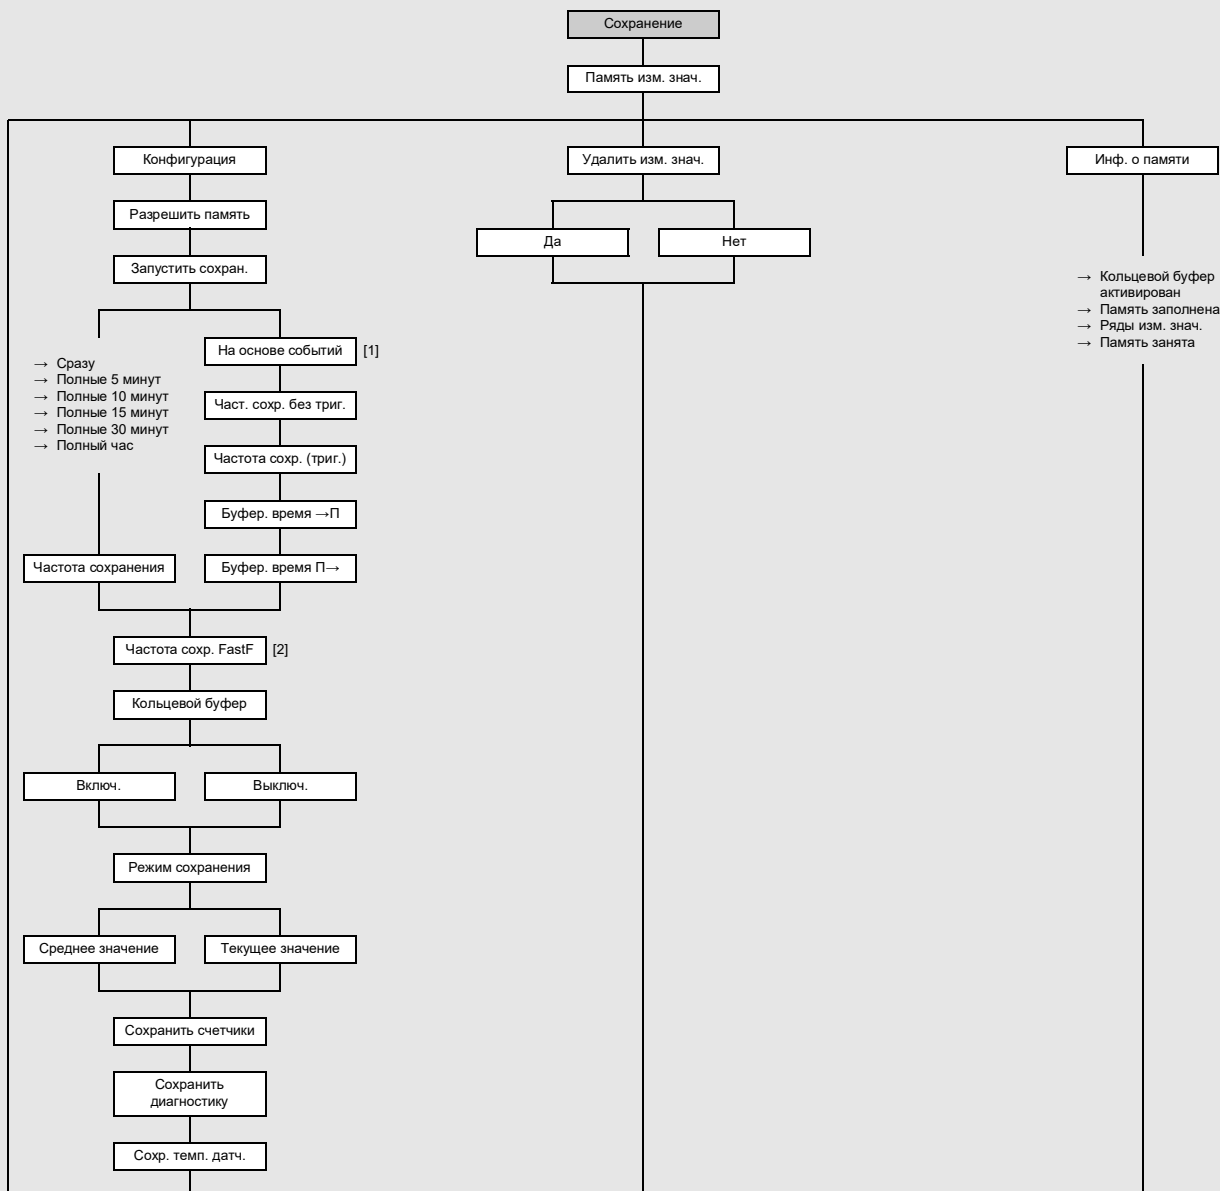 Сохранение
Память изм. знач.
Конфигурация
Удалить изм. знач.
Инф. о памяти
Разрешить память
Да
Нет
Запустить сохран.
→ Кольцевой буфер
активирован
→ Память заполнена
→ Ряды изм. знач.
→ Память занята
→ Сразу
→ Полные 5 минут
→ Полные 10 минут
→ Полные 15 минут
→ Полные 30 минут
→ Полный час
На основе событий [1]
Част. сохр. без триг.
Частота сохр. (триг.)
Буфер. время →П
Частота сохранения
Буфер. время П→
Частота сохр. FastF [2]
Кольцевой буфер
Включ.
Выключ.
Режим сохранения
Среднее значение
Текущее значение
Сохранить счетчики
Сохранить
диагностику
Сохр. темп. датч.